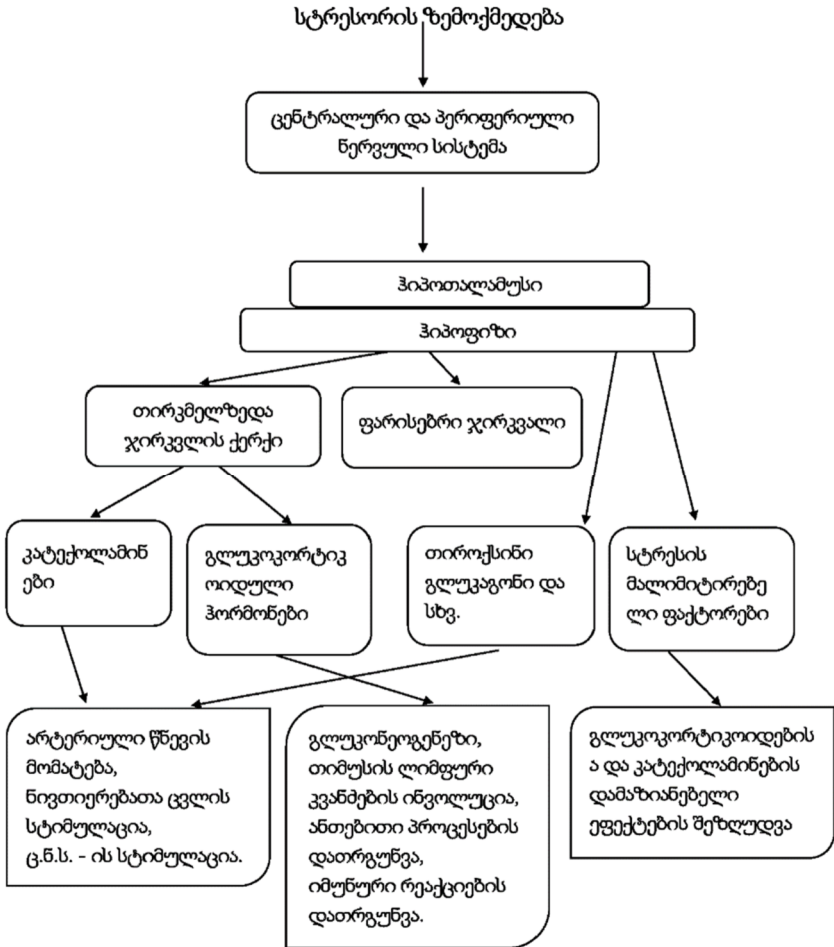 სტრესორის ზემოქმედება
ცენტრალური და პერიფერიული
ნერვული სისტემა
ჰიპოთალამუსი
ჰიპოფიზი
თირკმელზედა
ჯირკვლის ქერქი
ფარისებრი ჯირკვალი
კატექოლამინ
ები
გლუკოკორტიკ
ოიდული
ჰორმონები
თიროქსინი
გლუკაგონი და
სხვ.
სტრესის
მალიმიტირებე
ლი ფაქტორები
არტერიული წნევის
მომატება,
ნივთიერებათა ცვლის
სტიმულაცია,
ც.ნ.ს. - ის სტიმულაცია.
გლუკონეოგენეზი,
თიმუსის ლიმფური
კვანძების ინვოლუცია,
ანთებითი პროცესების
დათრგუნვა,
იმუნური რეაქციების
დათრგუნვა.
გლუკოკორტიკოიდების
ა და კატექოლამინების
დამაზიანებელი
ეფექტების შეზღუდვა